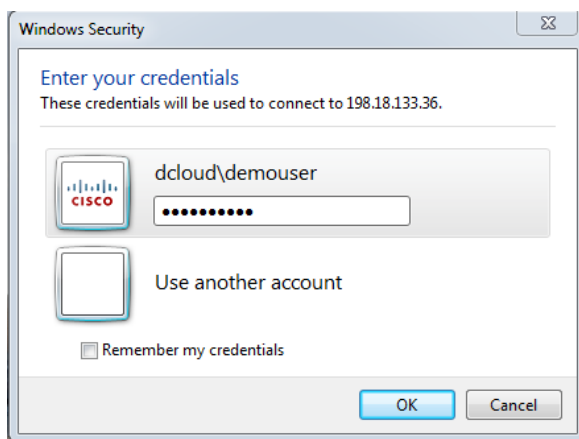 Windows Security
Enter your credentials
These credentials will be used to connect to 198.18.133.36.
CISCO
dcloud\demouser
••••••••••
Use another account
Remember my credentials
OK
Cancel